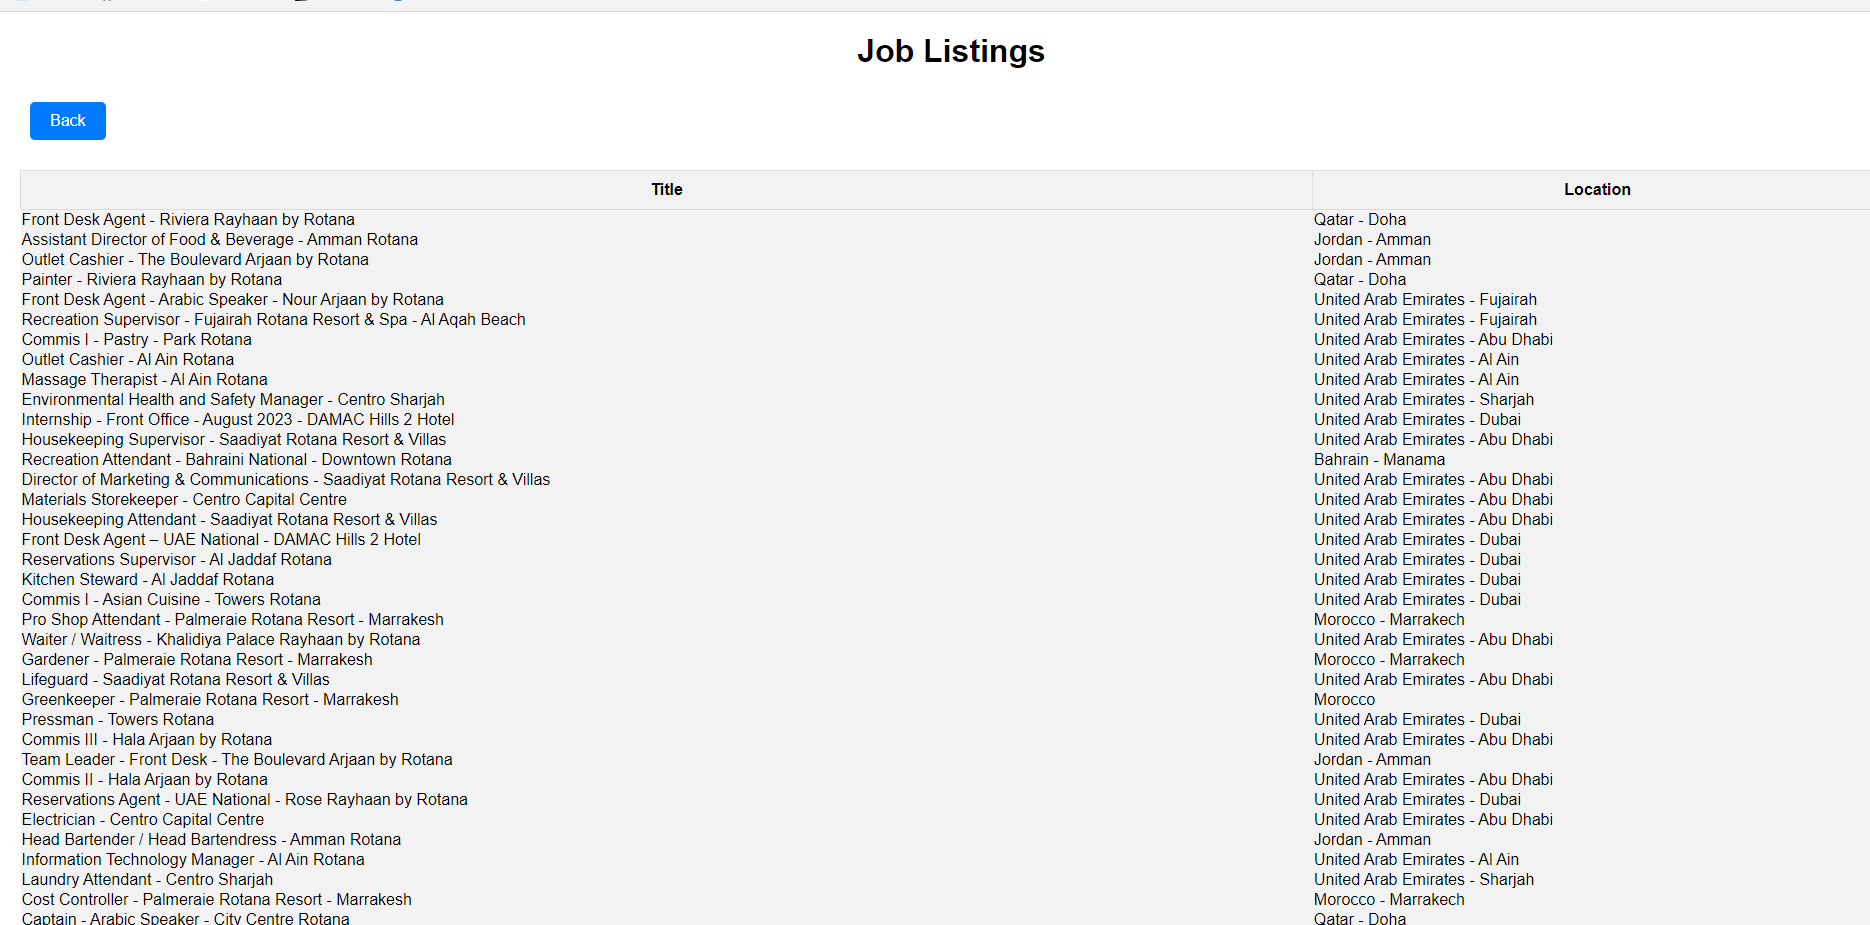 Job Listings
Back
Title Location
Front Desk Agent - Riviera Rayhaan by Rotana Qatar - Doha
Assistant Director of Food & Beverage - Amman Rotana Jordan - Amman
Outlet Cashier - The Boulevard Arjaan by Rotana Jordan - Amman
Painter - Riviera Rayhaan by Rotana Qatar - Doha
Front Desk Agent - Arabic Speaker - Nour Arjaan by Rotana United Arab Emirates - Fujairah
Recreation Supervisor - Fujairah Rotana Resort & Spa - Al Aqah Beach United Arab Emirates - Fujairah
Commis I - Pastry - Park Rotana United Arab Emirates - Abu Dhabi
Outlet Cashier - Al Ain Rotana United Arab Emirates - Al Ain
Massage Therapist - Al Ain Rotana United Arab Emirates - Al Ain
Environmental Health and Safety Manager - Centro Sharjah United Arab Emirates - Sharjah
Internship - Front Office - August 2023 - DAMAC Hills 2 Hotel United Arab Emirates - Dubai
Housekeeping Supervisor - Saadiyat Rotana Resort & Villas United Arab Emirates - Abu Dhabi
Recreation Attendant - Bahraini National - Downtown Rotana Bahrain - Manama
Director of Marketing & Communications - Saadiyat Rotana Resort & Villas United Arab Emirates - Abu Dhabi
Materials Storekeeper - Centro Capital Centre United Arab Emirates - Abu Dhabi
Housekeeping Attendant - Saadiyat Rotana Resort & Villas United Arab Emirates - Abu Dhabi
Front Desk Agent – UAE National - DAMAC Hills 2 Hotel United Arab Emirates - Dubai
Reservations Supervisor - Al Jaddaf Rotana United Arab Emirates - Dubai
Kitchen Steward - Al Jaddaf Rotana United Arab Emirates - Dubai
Commis I - Asian Cuisine - Towers Rotana United Arab Emirates - Dubai
Pro Shop Attendant - Palmeraie Rotana Resort - Marrakesh Morocco - Marrakech
Waiter / Waitress - Khalidiya Palace Rayhaan by Rotana United Arab Emirates - Abu Dhabi
Gardener - Palmeraie Rotana Resort - Marrakesh Morocco - Marrakech
Lifeguard - Saadiyat Rotana Resort & Villas United Arab Emirates - Abu Dhabi
Greenkeeper - Palmeraie Rotana Resort - Marrakesh Morocco
Pressman - Towers Rotana United Arab Emirates - Dubai
Commis III - Hala Arjaan by Rotana United Arab Emirates - Abu Dhabi
Team Leader - Front Desk - The Boulevard Arjaan by Rotana Jordan - Amman
Commis II - Hala Arjaan by Rotana United Arab Emirates - Abu Dhabi
Reservations Agent - UAE National - Rose Rayhaan by Rotana United Arab Emirates - Dubai
Electrician - Centro Capital Centre United Arab Emirates - Abu Dhabi
Head Bartender / Head Bartendress - Amman Rotana Jordan - Amman
Information Technology Manager - Al Ain Rotana United Arab Emirates - Al Ain
Laundry Attendant - Centro Sharjah United Arab Emirates - Sharjah
Cost Controller - Palmeraie Rotana Resort - Marrakesh Morocco - Marrakech
Captain - Arabic Speaker - City Centre Rotana Qatar - Doha